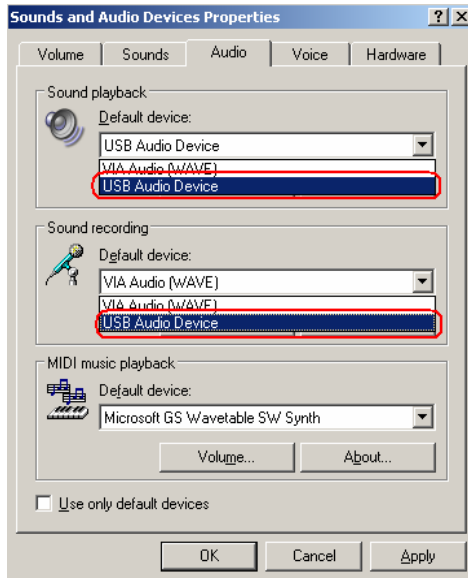 Sounds and Audio Devices Properties
Volume Sounds Audio Voice Hardware
Sound playback
Default device:
USB Audio Device
VIA Audio (WAVE)
USB Audio Device
Sound recording
Default device:
VIA Audio (WAVE)
VIA Audio (WAVE)
USB Audio Device
MIDI music playback
Default device:
Microsoft GS Wavetable SW Synth
Volume... About...
Use only default devices
OK Cancel Apply